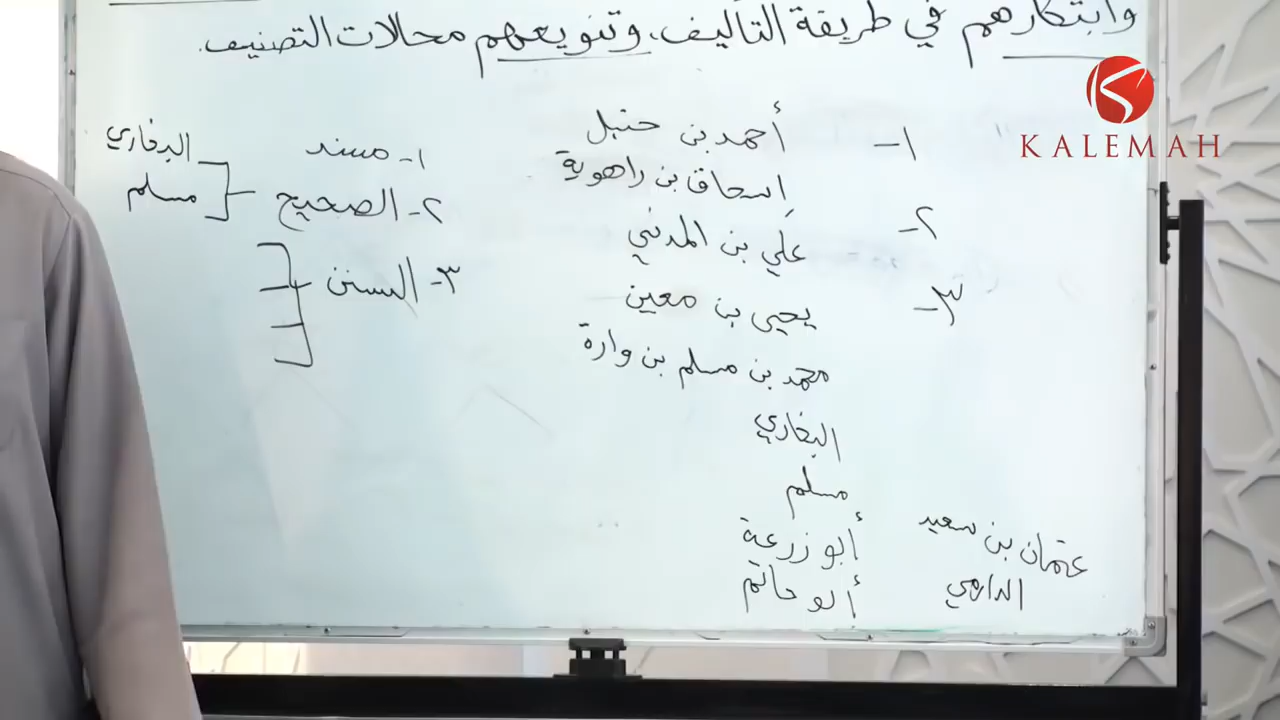 وابتكارهم في طريقة التأليف، وتنويعهم مجالات التصنيف.
KALEMAH
١-
٢-
٣-
أحمد بن حنبل
إسحاق بن راهوية
علي بن المدني
يحيى بن معين
محمد بن مسلم بن وارة
البخاري
مسلم
أبو زرعة
أبو حاتم
عثمان بن سعيد
الدارمي
١- مسند
٢- الصحيح
٣- السنن
البخاري
مسلم